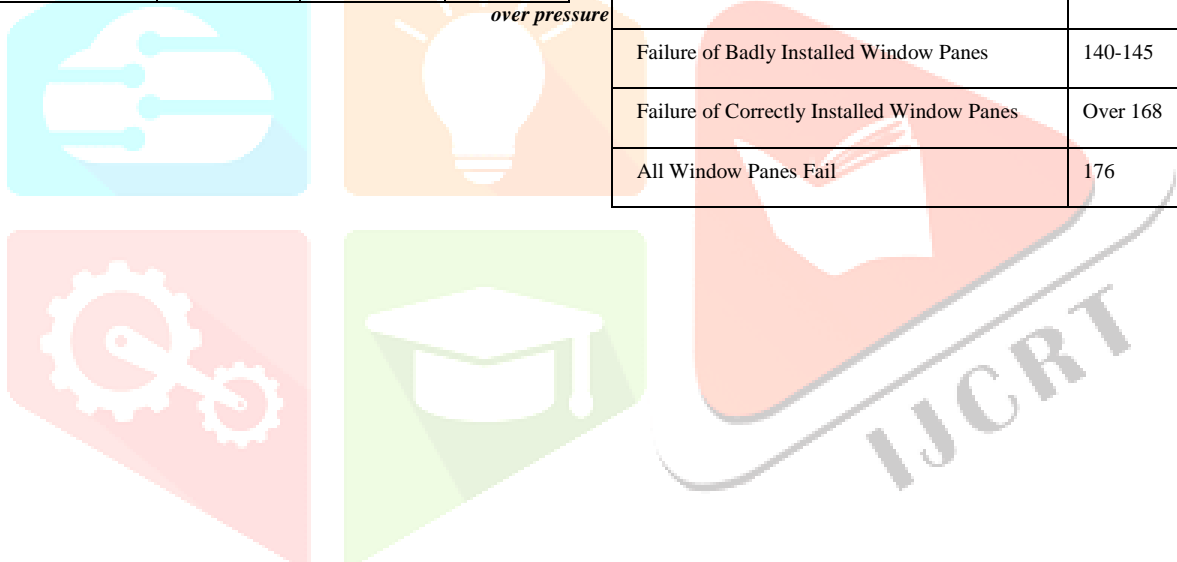 over pressure
Failure of Badly Installed Window Panes 140-145
Failure of Correctly Installed Window Panes Over 168
All Window Panes Fail 176
IJCRT